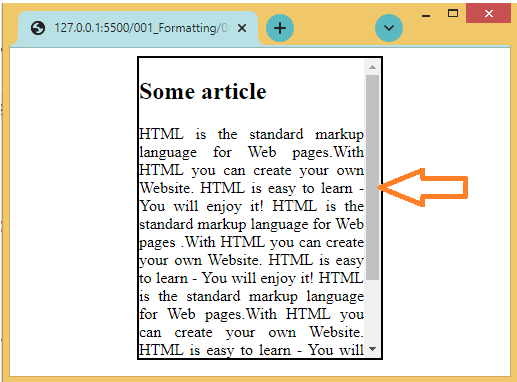 127.0.0.1:5500/001_Formatting/0
Some article
HTML is the standard markup
language for Web pages.With
HTML you can create your own
Website. HTML is easy to learn -
You will enjoy it! HTML is the
standard markup language for Web
pages .With HTML you can create
your own Website. HTML is easy
to learn - You will enjoy it! HTML
is the standard markup language
for Web pages.With HTML you
can create your own Website.
HTML is easy to learn - You will